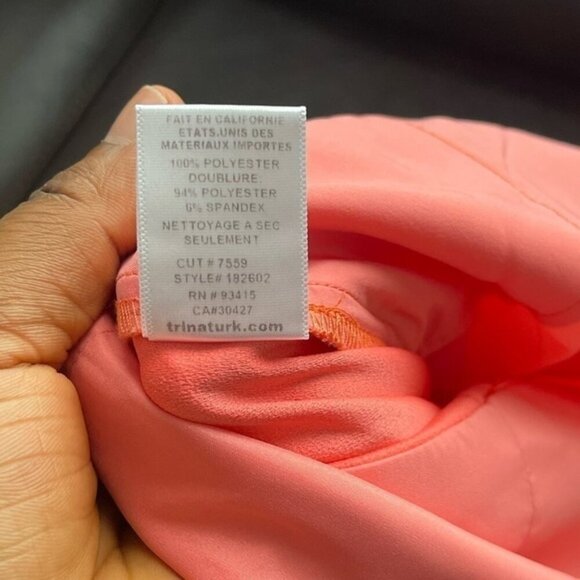 FAIT EN CALIFORNIE
ETATS.UNIS DES
MATERIAUX IMPORTES
100% POLYESTER
DOUBLURE.
94% POLYESTER
6% SPANDEX
NETTOYAGE A SEC
SEULEMENT
CUT # 7559
STYLE# 182602
RN # 93415
CA#30427
trinaturk.com